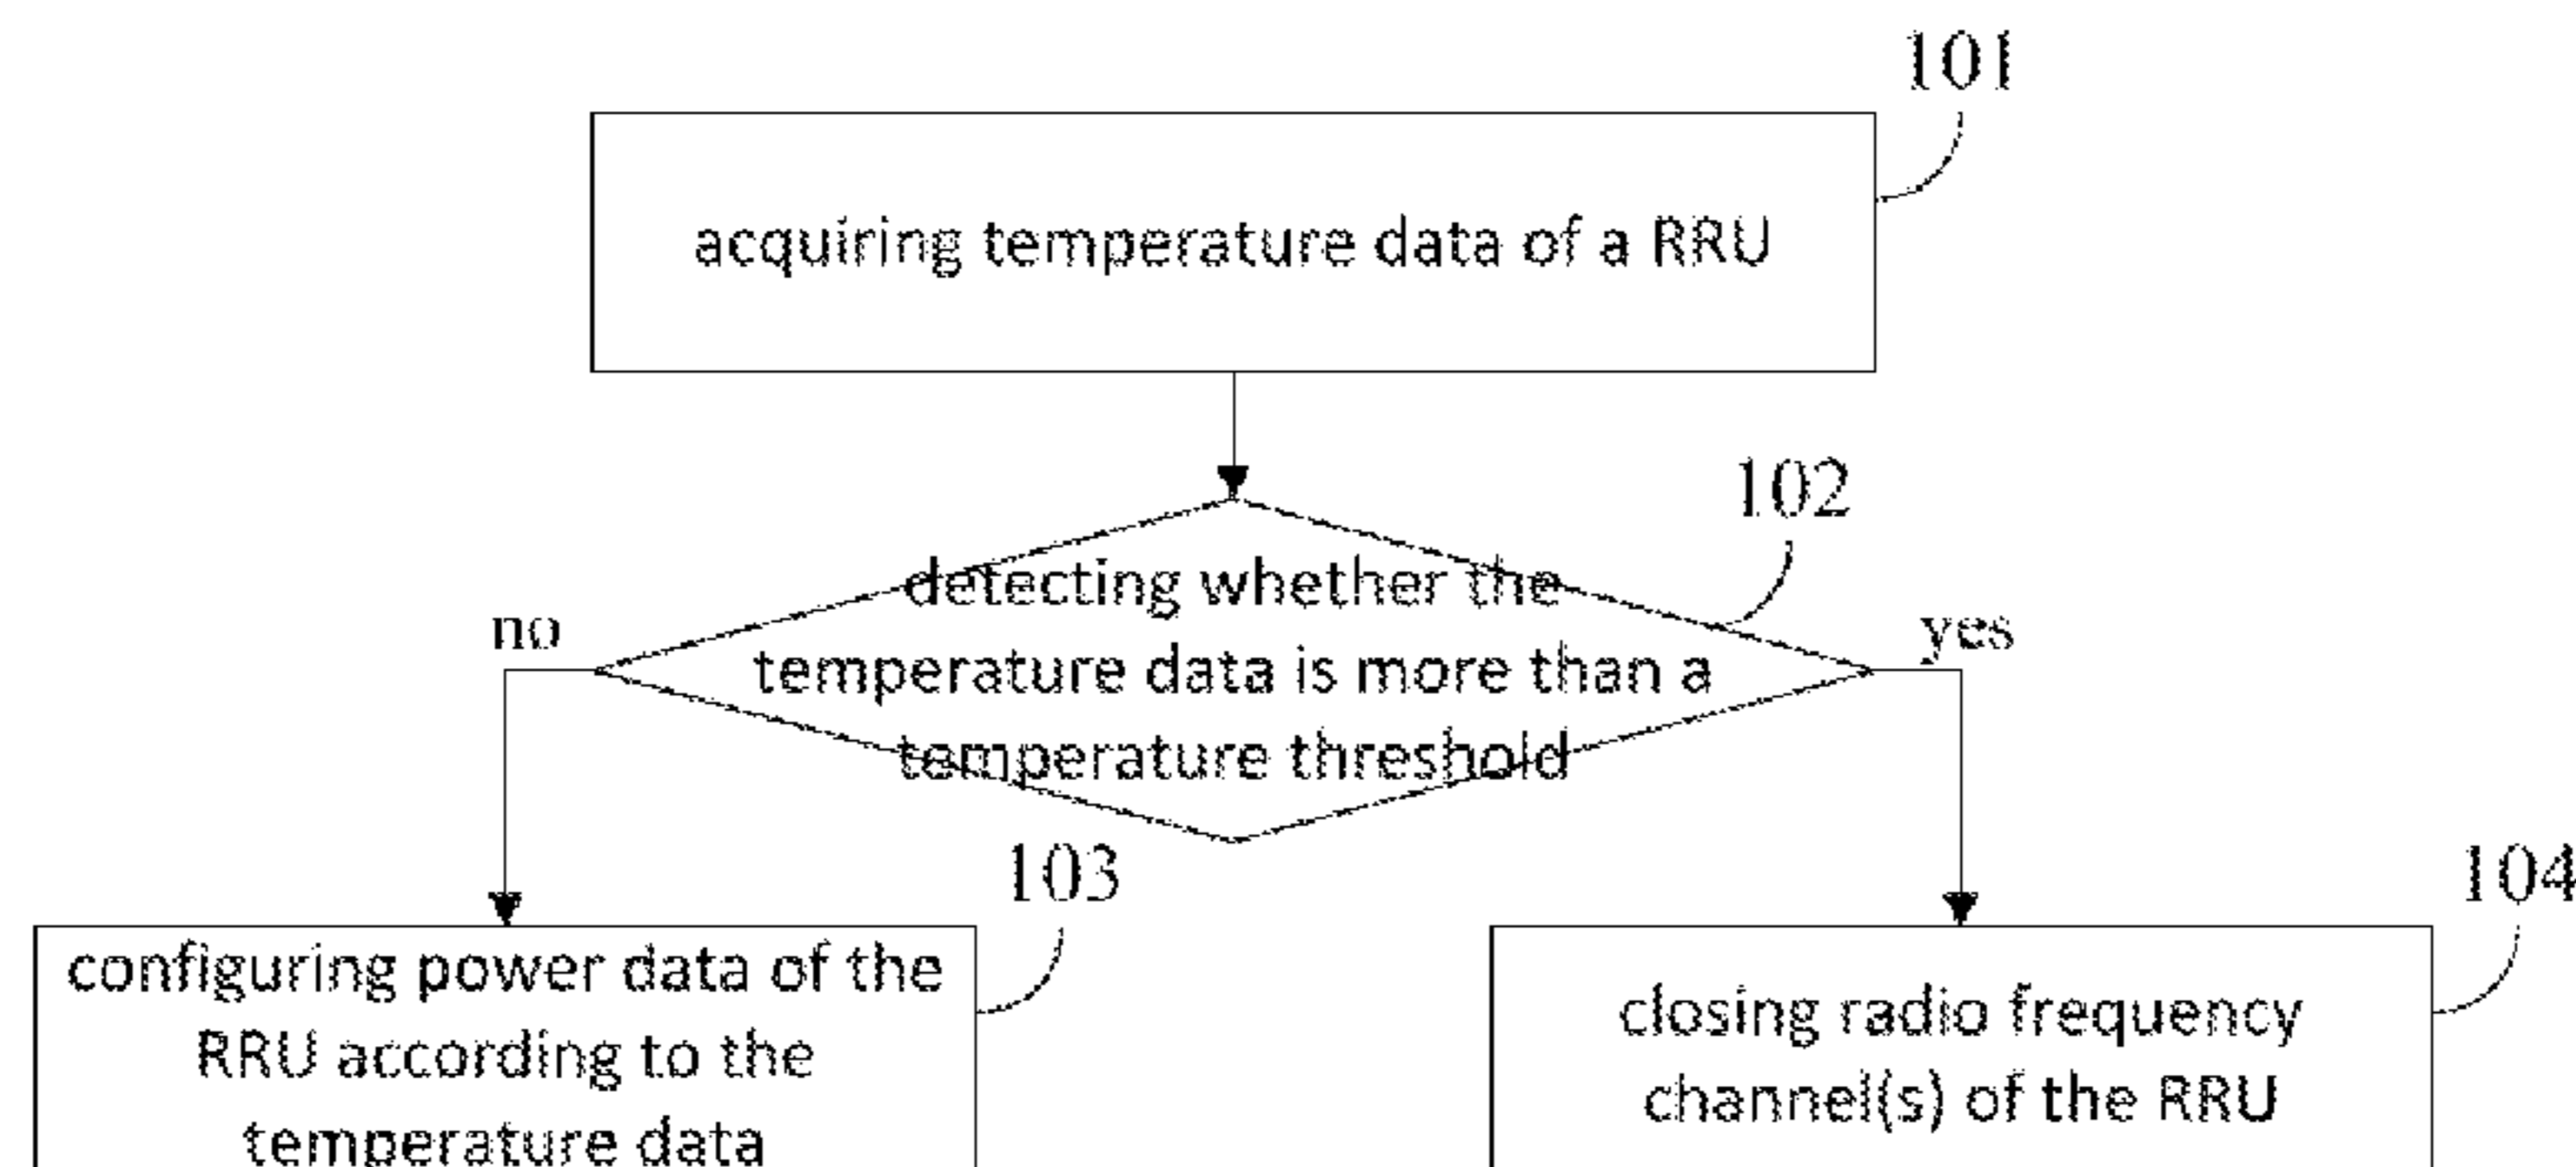 101
acquiring temperature data of a RRU
102
detecting whether the
no
yes
temperature data is more than a
temperature threshold
103
104
configuring power data of the
RRU according to the
temperature data
closing radio frequency
channel(s) of the RRU